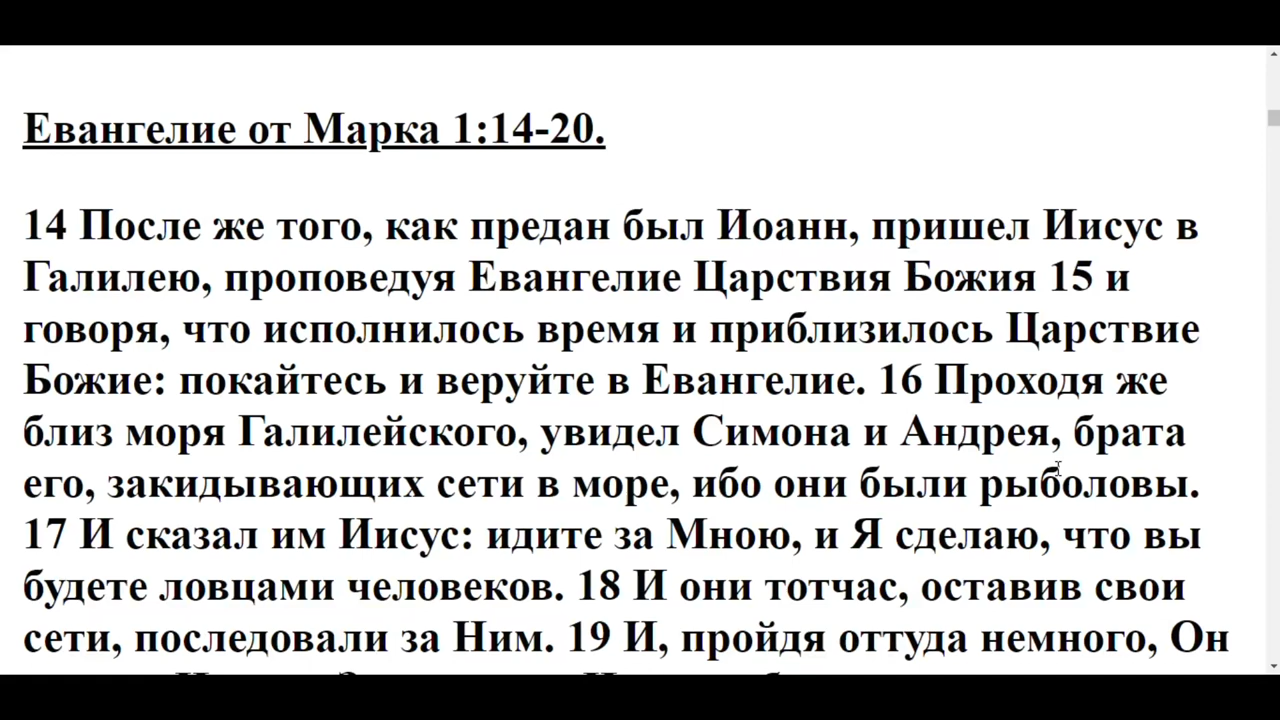 Евангелие от Марка 1:14-20.
14 После же того, как предан был Иоанн, пришел Иисус в
Галилею, проповедуя Евангелие Царствия Божия 15 и
говоря, что исполнилось время и приблизилось Царствие
Божие: покайтесь и веруйте в Евангелие. 16 Проходя же
близ моря Галилейского, увидел Симона и Андрея, брата
его, закидывающих сети в море, ибо они были рыболовы.
17 И сказал им Иисус: идите за Мною, и Я сделаю, что вы
будете ловцами человеков. 18 И они тотчас, оставив свои
сети, последовали за Ним. 19 И, пройдя оттуда немного, Он